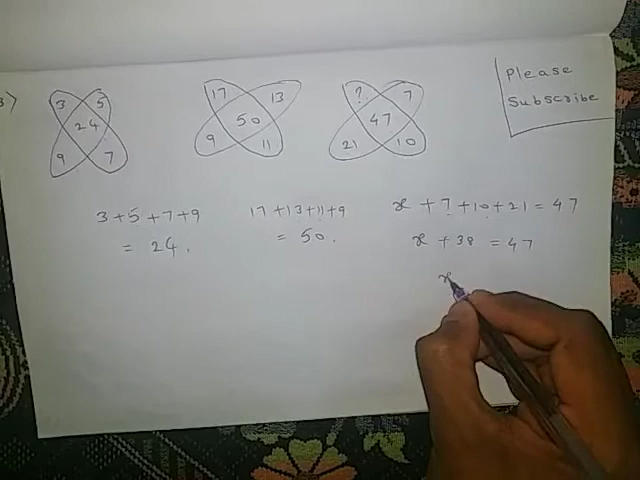 3)
3 5
24
9 7
17 13
50
9 11
? 7
47
21 10
Please
Subscribe
3+5+7+9
= 24.
17+13+11+9
= 50.
x + 7 + 10 + 21 = 47
x + 38 = 47
x